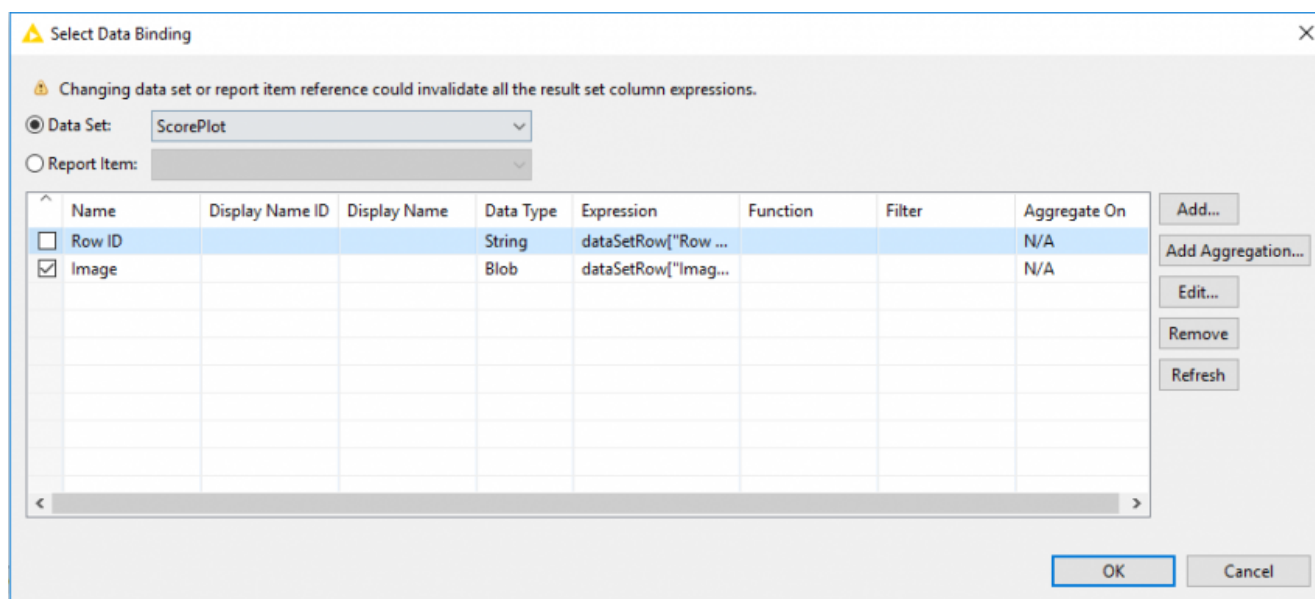 Select Data Binding
Changing data set or report item reference could invalidate all the result set column expressions.
Data Set: ScorePlot
Report Item:
Name Display Name ID Display Name Data Type Expression Function Filter Aggregate On
Row ID String dataSetRow["Row ... N/A
Image Blob dataSetRow["Imag... N/A
Add...
Add Aggregation...
Edit...
Remove
Refresh
OK Cancel